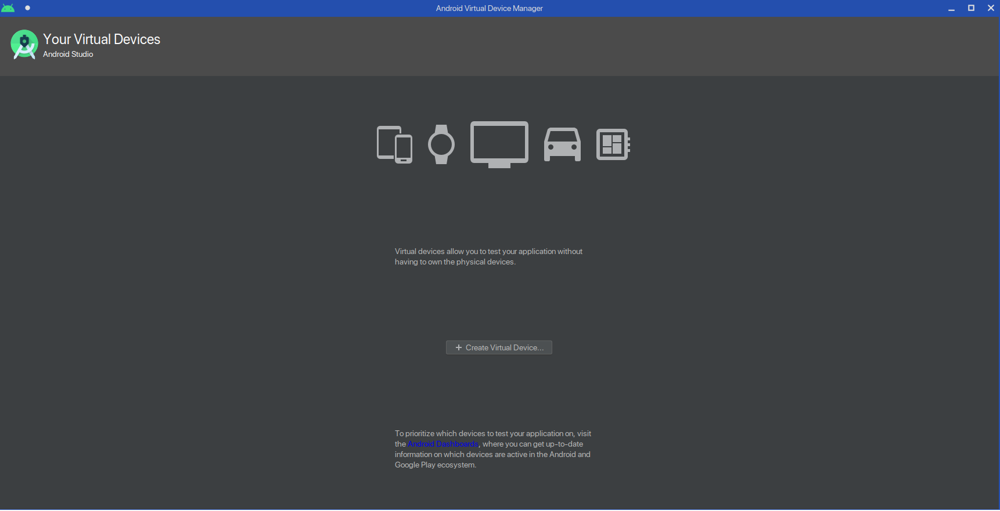 Android Virtual Device Manager
Your Virtual Devices
Android Studio
Virtual devices allow you to test your application without
having to own the physical devices.
Create Virtual Device...
To prioritize which devices to test your application on, visit
the Android Dashboards, where you can get up-to-date
information on which devices are active in the Android and
Google Play ecosystem.